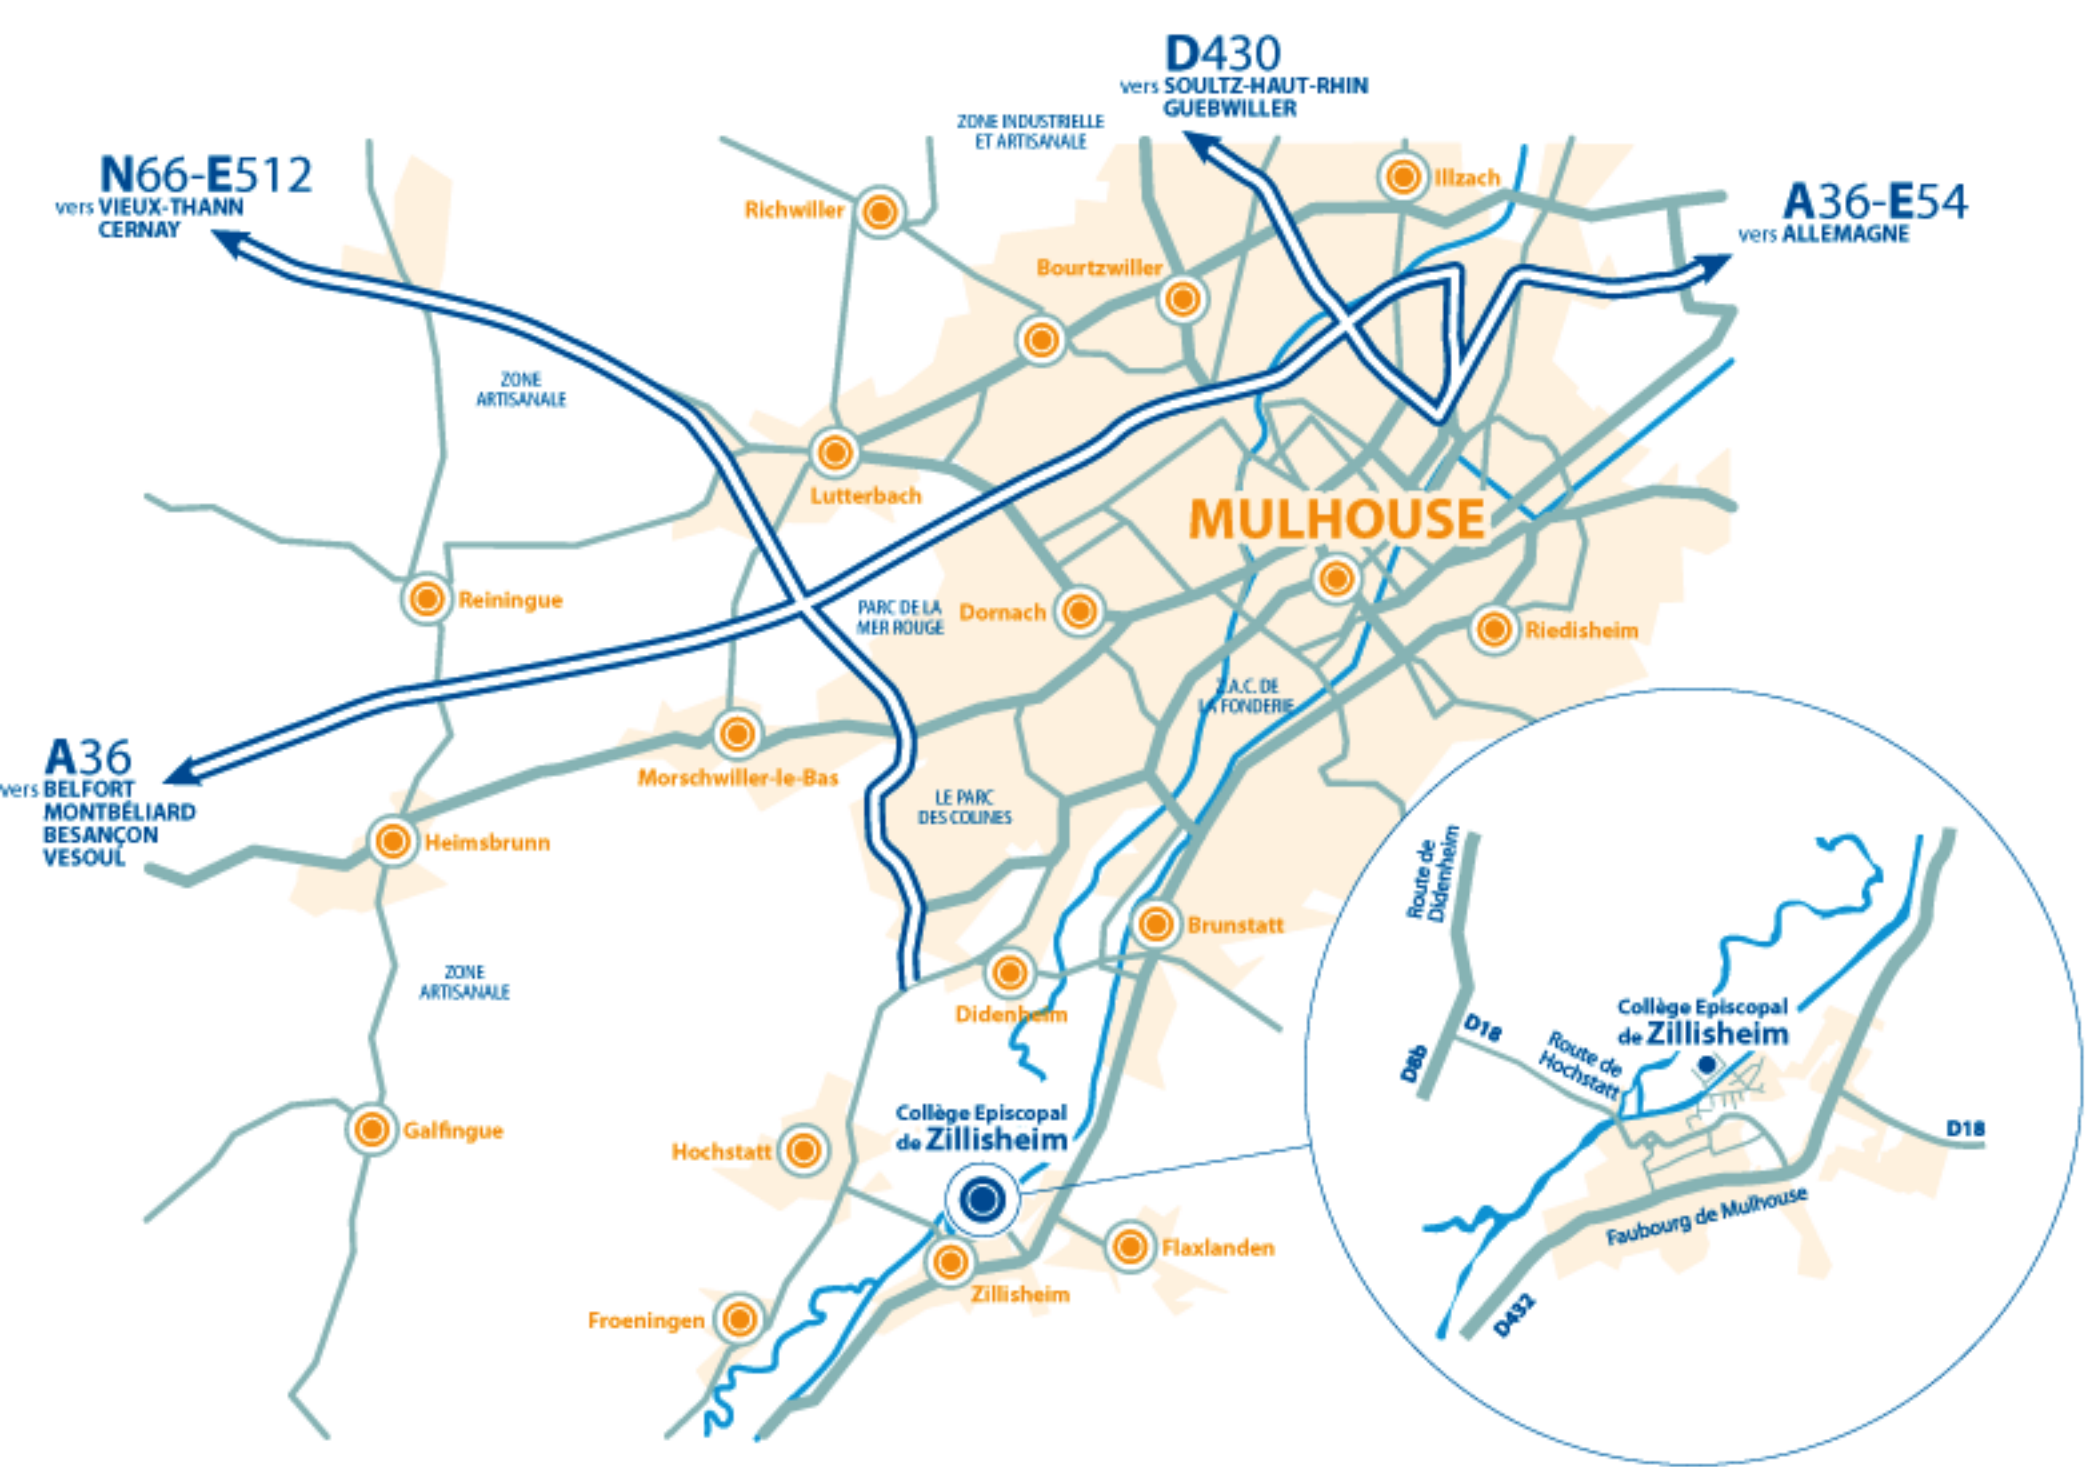 D430
vers SOULTZ-HAUT-RHIN
GUEBWILLER
ZONE INDUSTRIELLE
ET ARTISANALE
N66-E512
vers VIEUX-THANN
CERNAY
Illzach
A36-E54
vers ALLEMAGNE
Richwiller
Bourtzwiller
ZONE
ARTISANALE
Lutterbach
MULHOUSE
Reiningue
PARC DE LA
MER ROUGE
Dornach
Riedisheim
Z.A.C. DE
LA FONDERIE
A36
vers BELFORT
MONTBÉLIARD
BESANÇON
VESOUL
Morschwiller-le-Bas
LE PARC
DES COLINES
Heimsbrunn
Brunstatt
ZONE
ARTISANALE
Didenheim
Collège Episcopal
de Zillisheim
Galfingue
Hochstatt
Flaxlanden
Zillisheim
Froeningen
Route de
Didenheim
D18
D8b
Route de
Hochstatt
Collège Episcopal
de Zillisheim
D18
Faubourg de Mulhouse
D432